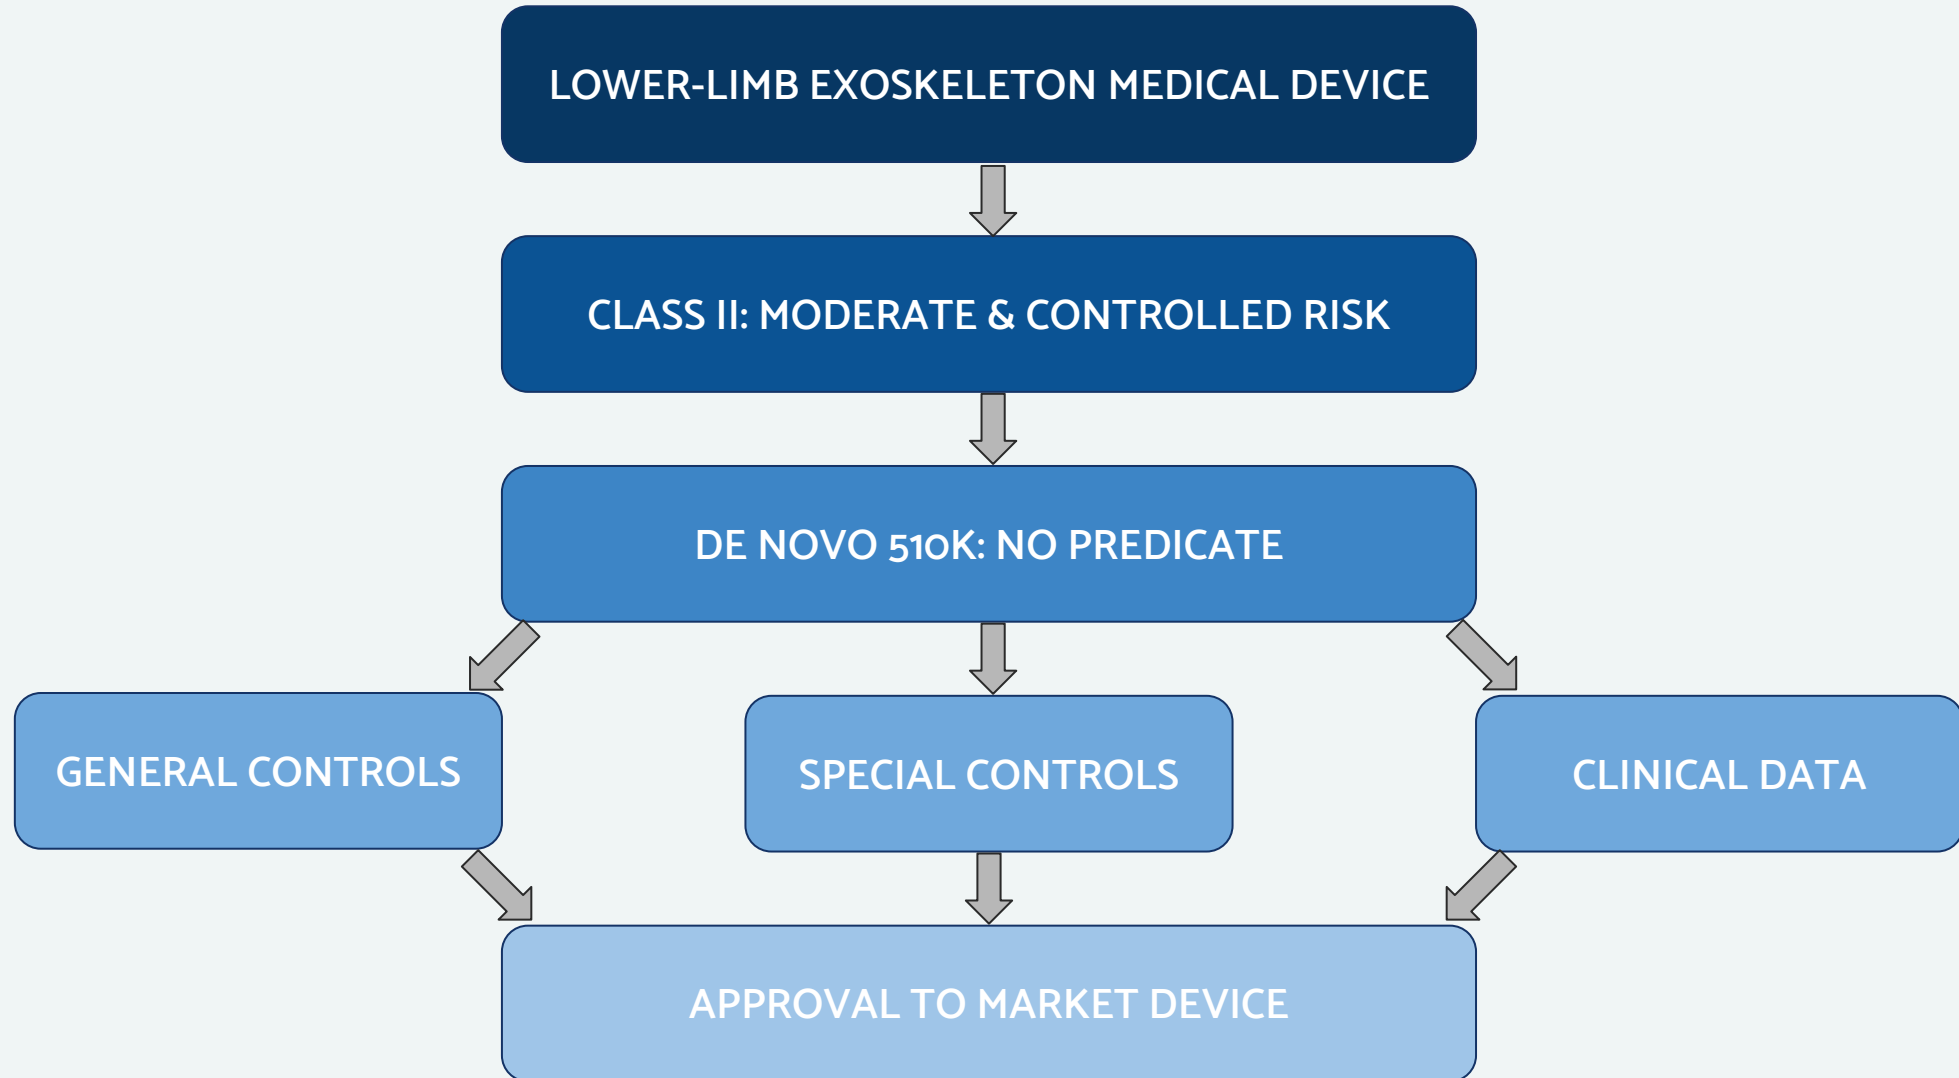 LOWER-LIMB EXOSKELETON MEDICAL DEVICE
CLASS II: MODERATE & CONTROLLED RISK
DE NOVO 510K: NO PREDICATE
GENERAL CONTROLS
SPECIAL CONTROLS
CLINICAL DATA
APPROVAL TO MARKET DEVICE